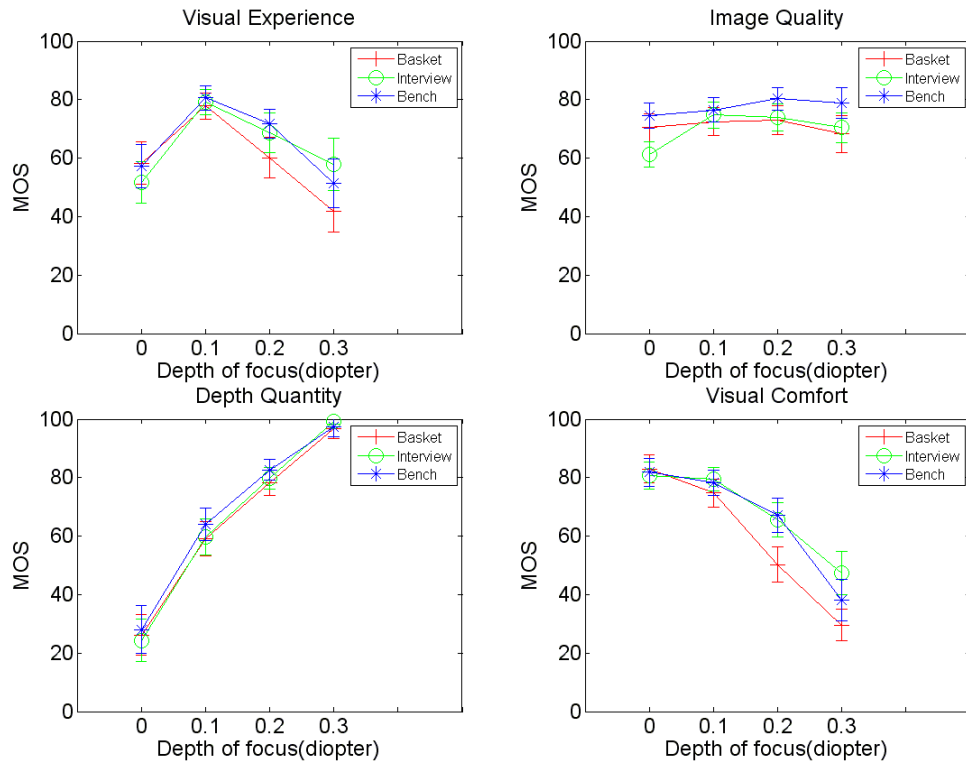 Visual Experience
100
80
60
40
20
0
MOS
Basket
Interview
Bench
0 0.1 0.2 0.3
Depth of focus(diopter)
Image Quality
100
80
60
40
20
0
MOS
Basket
Interview
Bench
0 0.1 0.2 0.3
Depth of focus(diopter)
Depth Quantity
100
80
60
40
20
0
MOS
Basket
Interview
Bench
0 0.1 0.2 0.3
Depth of focus(diopter)
Visual Comfort
100
80
60
40
20
0
MOS
Basket
Interview
Bench
0 0.1 0.2 0.3
Depth of focus(diopter)